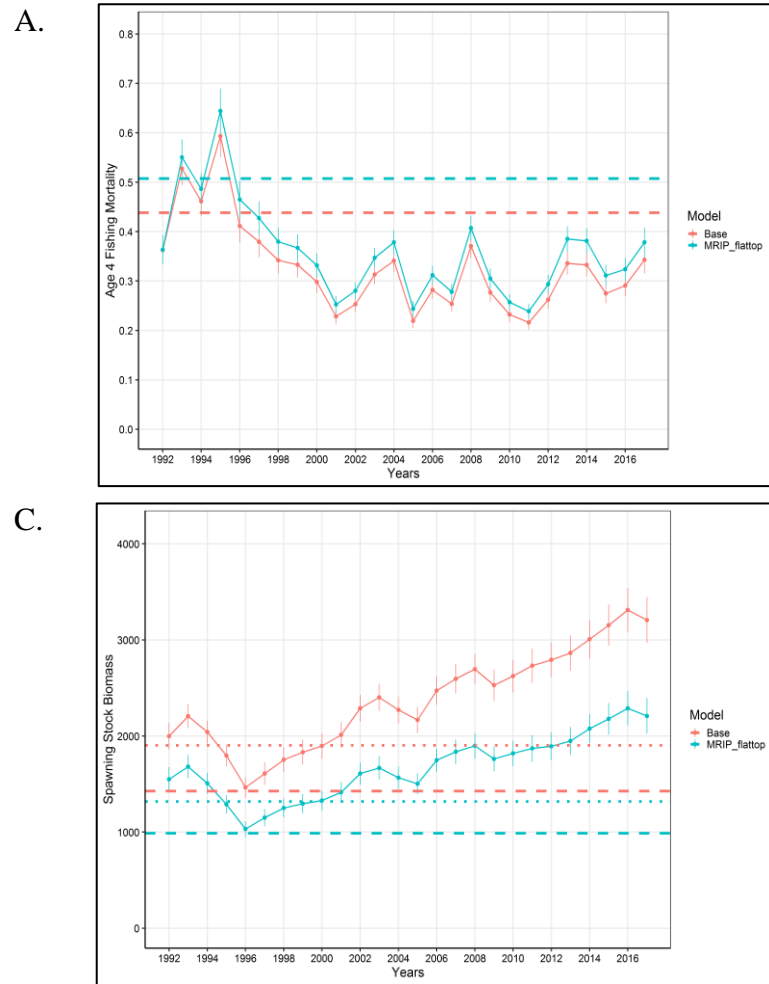 A.
0.8
0.7
0.6
0.5
0.4
0.3
0.2
0.1
0.0
Age 4 Fishing Mortality
1992 1994 1996 1998 2000 2002 2004 2006 2008 2010 2012 2014 2016
Years
Model
Base
MRIP_flattop
C.
4000
3000
2000
1000
0
Spawning Stock Biomass
1992 1994 1996 1998 2000 2002 2004 2006 2008 2010 2012 2014 2016
Years
Model
Base
MRIP_flattop